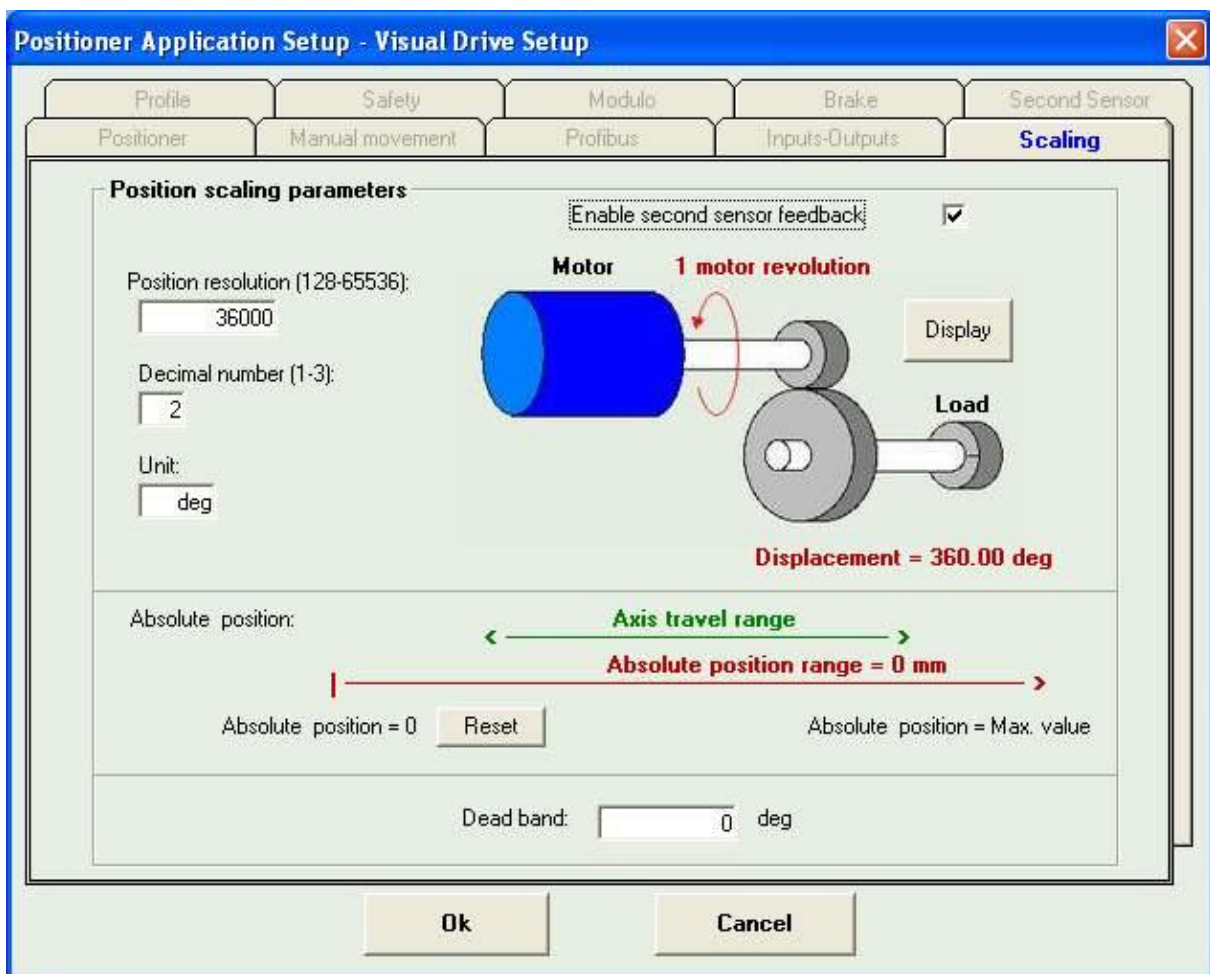 Positioner Application Setup - Visual Drive Setup
Profile Safety Modulo Brake Second Sensor
Positioner Manual movement Profibus Inputs-Outputs Scaling
Position scaling parameters
Enable second sensor feedback
Motor 1 motor revolution
Position resolution (128-65536):
36000
Display
Decimal number (1-3):
2
Load
Unit:
deg
Displacement = 360.00 deg
Absolute position:
Axis travel range
Absolute position range = 0 mm
Absolute position = 0 Reset Absolute position = Max. value
Dead band: 0 deg
Ok Cancel